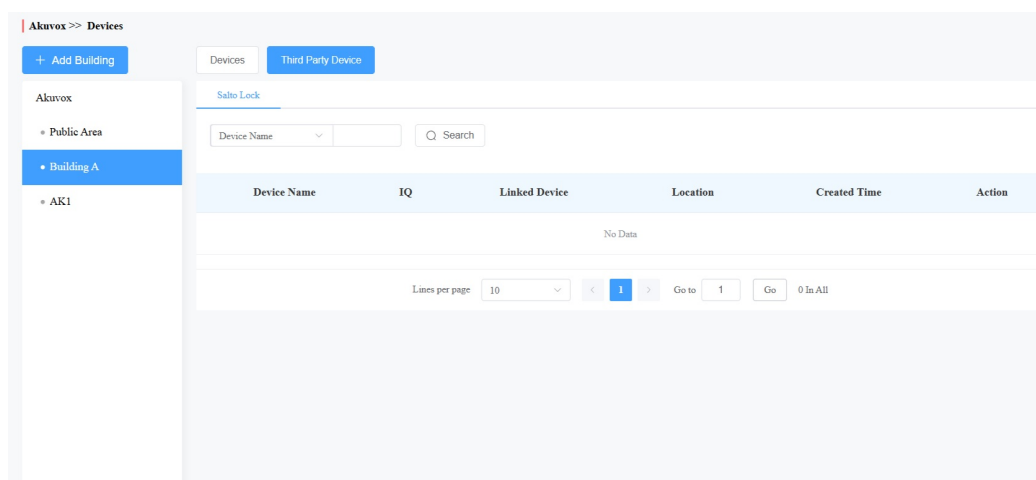 Akuvox >> Devices
+ Add Building
Devices
Third Party Device
Akuvox
Public Area
Building A
AK1
Salto Lock
Device Name
Search
Device Name IQ Linked Device Location Created Time Action
No Data
Lines per page 10 < 1 > Go to 1 Go 0 In All